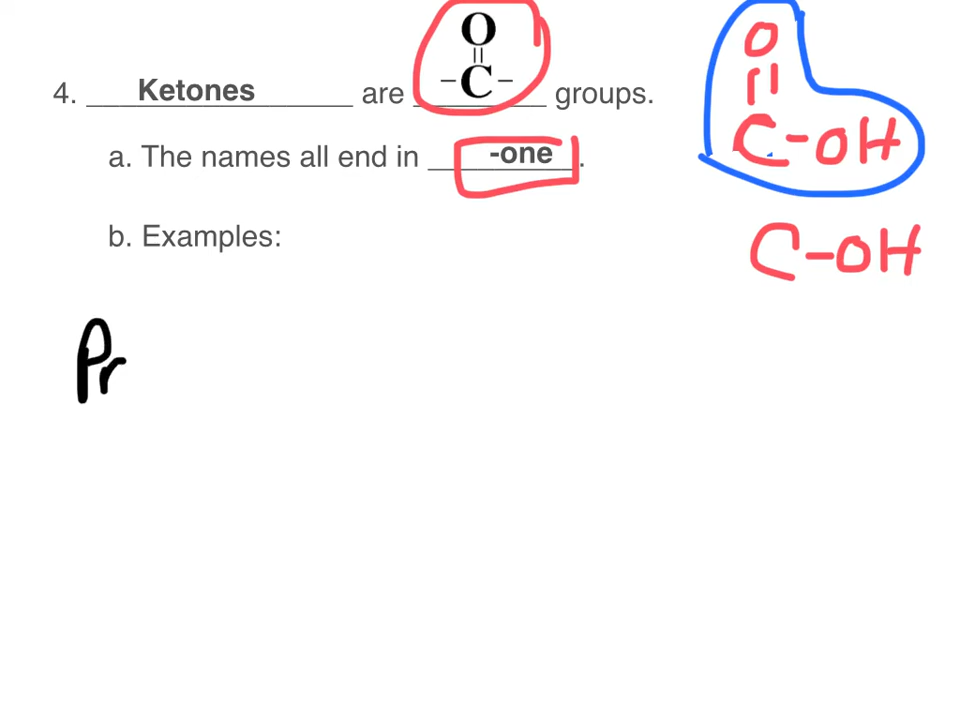 4. Ketones are
O
||
–C– groups.
a. The names all end in -one.
b. Examples:
Pr
O
||
C-OH
C-OH